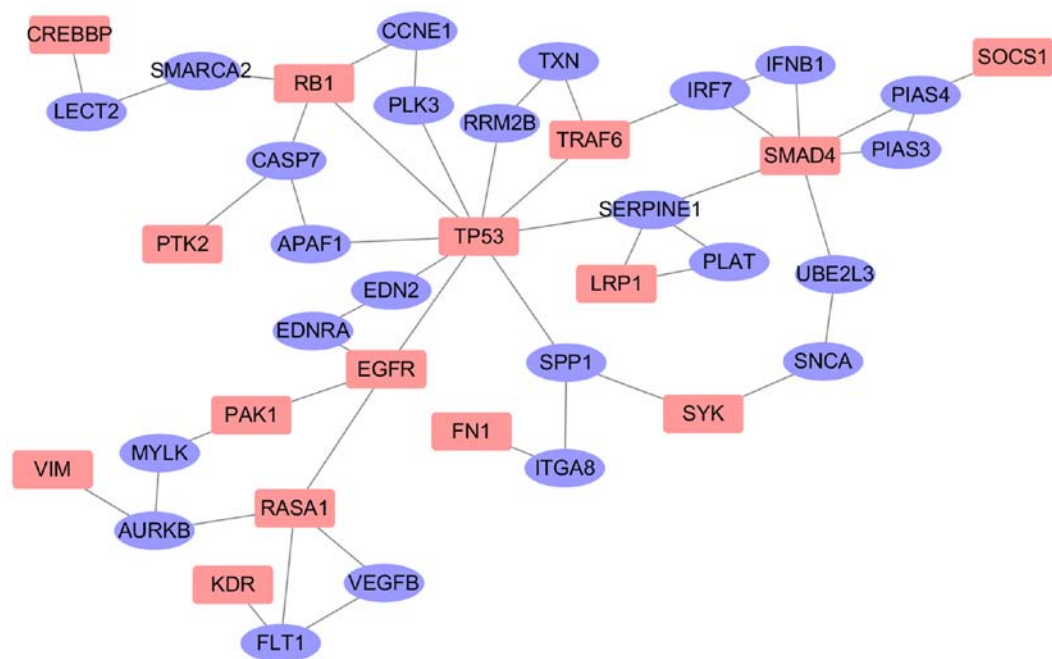 CREBBP
CCNE1
SMARCA2
TXN
IFNB1
SOCS1
RB1
IRF7
PIAS4
LECT2
PLK3
RRM2B
TRAF6
SMAD4
PIAS3
CASP7
SERPINE1
PTK2
APAF1
TP53
PLAT
LRP1
UBE2L3
EDN2
EDNRA
EGFR
SPP1
SNCA
PAK1
SYK
FN1
MYLK
VIM
ITGA8
RASA1
AURKB
KDR
VEGFB
FLT1